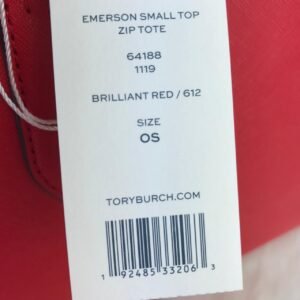 EMERSON SMALL TOP
ZIP TOTE
64188
1119
BRILLIANT RED / 612
SIZE
OS
TORYBURCH.COM
1 92485 33206 3